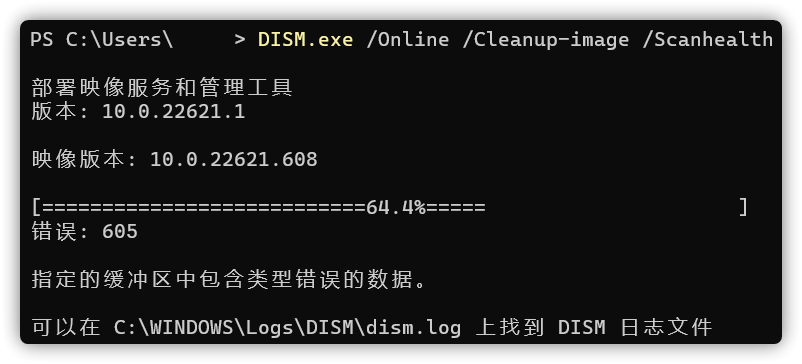 PS C:\Users\      > DISM.exe /Online /Cleanup-image /Scanhealth
部署映像服务和管理工具
版本: 10.0.22621.1
映像版本: 10.0.22621.608
[===========================64.4%=====                     ]
错误: 605
指定的缓冲区中包含类型错误的数据。
可以在 C:\WINDOWS\Logs\DISM\dism.log 上找到 DISM 日志文件